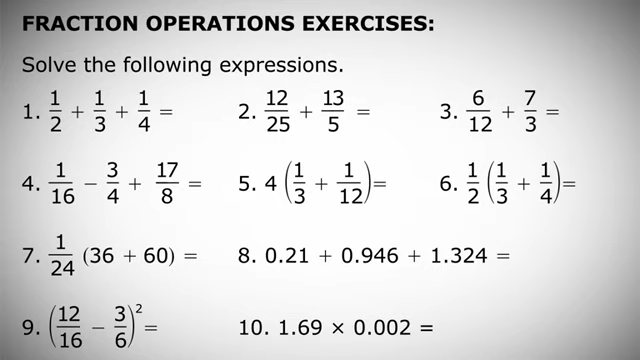 FRACTION OPERATIONS EXERCISES:
Solve the following expressions.
1. 1/2 + 1/3 + 1/4 = 2. 12/25 + 13/5 = 3. 6/12 + 7/3 =
4. 1/16 − 3/4 + 17/8 = 5. 4 (1/3 + 1/12)= 6. 1/2 (1/3 + 1/4)=
7. 1/24 (36 + 60) = 8. 0.21 + 0.946 + 1.324 =
9. (12/16 − 3/6)² = 10. 1.69 × 0.002 =